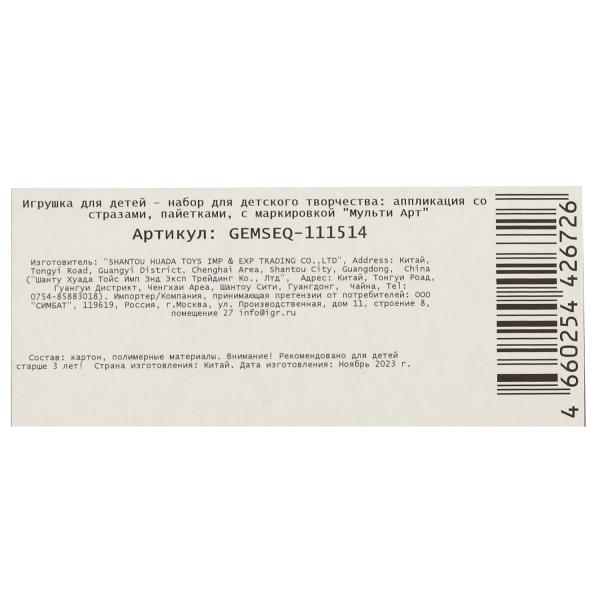 Игрушка для детей – набор для детского творчества: аппликация со
стразами, пайетками, с маркировкой "Мульти Арт"
Артикул: GEMSEQ-111514
Изготовитель: "SHANTOU HUADA TOYS IMP & EXP TRADING CO.,LTD", Address: Китай,
Tongyi Road, Guangyi District, Chenghai Area, Shantou City, Guangdong, China
("Шанту Хуада Тойс Имп Энд Эксп Трейдинг Ко., Лтд", Адрес: Китай, Тонгуи Роад,
Гуангуи Дистрикт, Ченгхаи Ареа, Шантоу Сити, Гуангдонг, Чайна, Tel:
0754-85883018). Импортер/Компания, принимающая претензии от потребителей: ООО
"СИМБАТ", 119619, Россия, г.Москва, ул. Производственная, дом 11, строение 8,
помещение 27 info@igr.ru
Состав: картон, полимерные материалы. Внимание! Рекомендовано для детей
старше 3 лет! Страна изготовления: Китай. Дата изготовления: Ноябрь 2023 г.
4 660254 426726